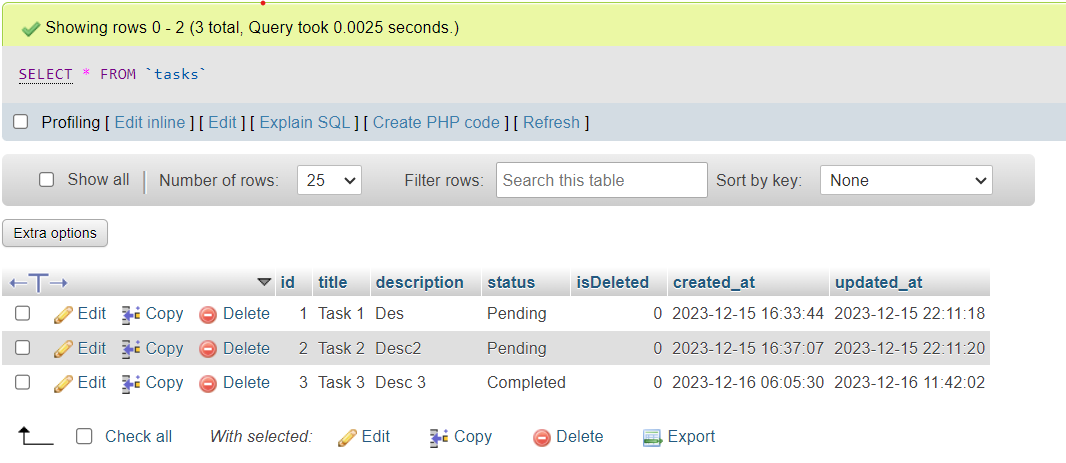 Showing rows 0 - 2 (3 total, Query took 0.0025 seconds.)
SELECT * FROM `tasks`
Profiling [ Edit inline ] [ Edit ] [ Explain SQL ] [ Create PHP code ] [ Refresh ]
Show all Number of rows: 25 Filter rows: Search this table Sort by key: None
Extra options
id title description status isDeleted created_at updated_at
Edit Copy Delete 1 Task 1 Des Pending 0 2023-12-15 16:33:44 2023-12-15 22:11:18
Edit Copy Delete 2 Task 2 Desc2 Pending 0 2023-12-15 16:37:07 2023-12-15 22:11:20
Edit Copy Delete 3 Task 3 Desc 3 Completed 0 2023-12-16 06:05:30 2023-12-16 11:42:02
Check all With selected: Edit Copy Delete Export